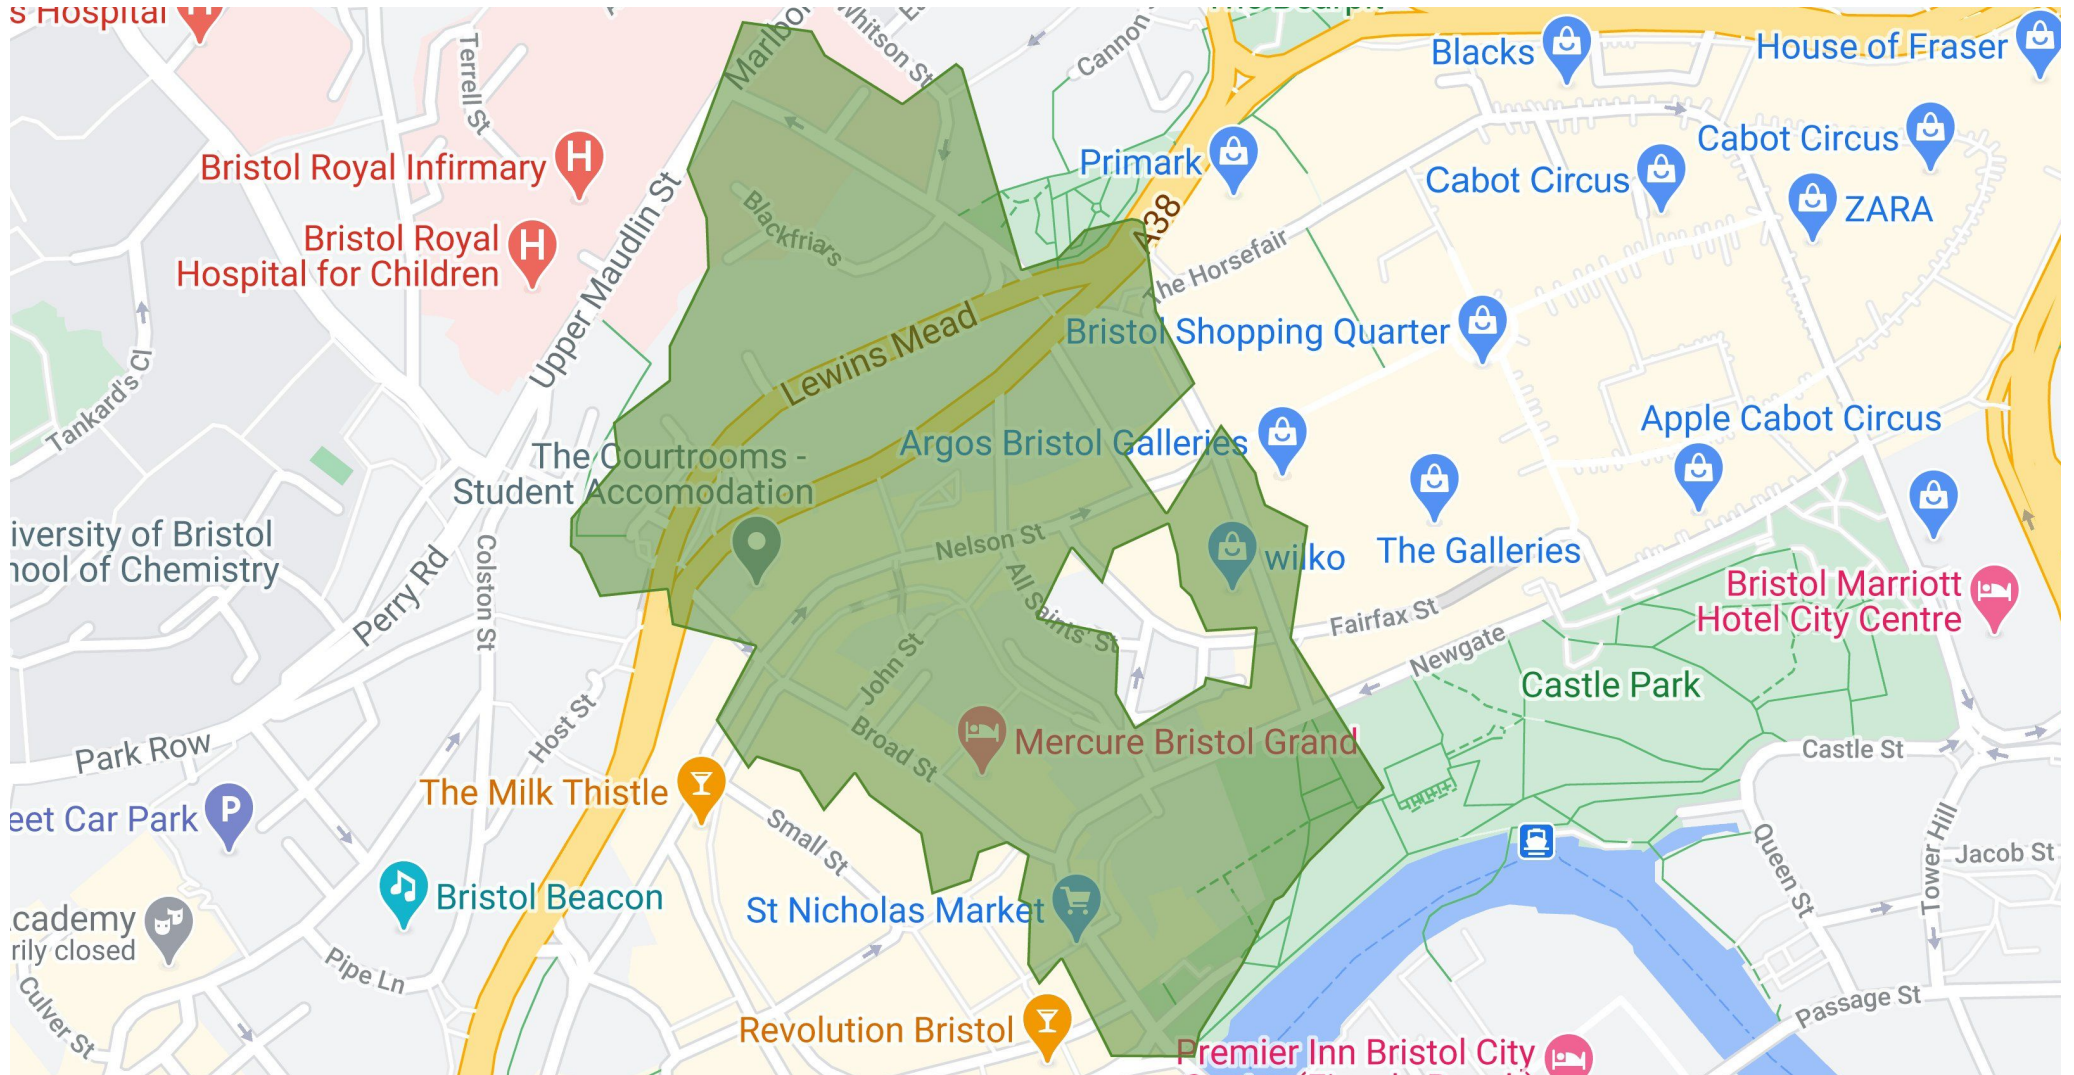 s Hospital
Terrell St
Marlbor
Whitson St
Cannon
The Bearpit
Blacks
House of Fraser
Bristol Royal Infirmary
Primark
Cabot Circus
Cabot Circus
ZARA
Bristol Royal
Hospital for Children
Upper Maudlin St
Blackfriars
A38
The Horsefair
Tankard's Cl
Lewins Mead
Bristol Shopping Quarter
Argos Bristol Galleries
Apple Cabot Circus
The Courtrooms -
Student Accomodation
iversity of Bristol
hool of Chemistry
Perry Rd
Colston St
Nelson St
All Saints' St
wilko
The Galleries
Fairfax St
Newgate
Bristol Marriott
Hotel City Centre
Castle Park
John St
Broad St
Mercure Bristol Grand
Park Row
Host St
The Milk Thistle
Small St
Castle St
eet Car Park
Queen St
Tower Hill
Jacob St
Bristol Beacon
St Nicholas Market
cademy
rily closed
Pipe Ln
Culver St
Revolution Bristol
Passage St
Premier Inn Bristol City